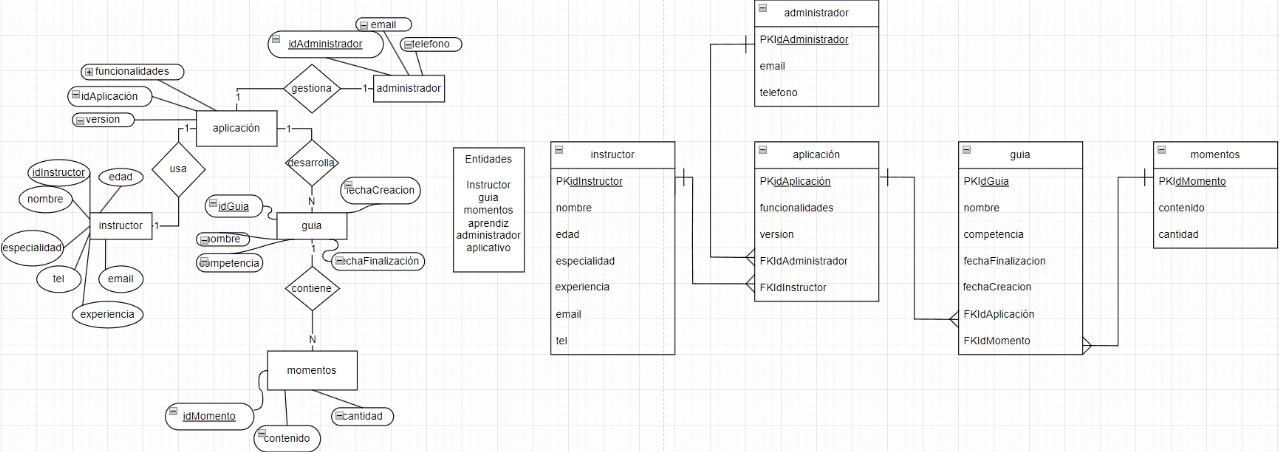 email
idAdministrador
telefono
funcionalidades
gestiona
administrador
1
1
idAplicación
version
aplicación
1
1
usa
desarrolla
idInstructor
edad
nombre
fechaCreacion
N
idGuia
instructor
1
guia
especialidad
nombre
1
competencia
echaFinalización
tel
email
contiene
experiencia
N
momentos
idMomento
cantidad
contenido
Entidades
Instructor
guia
momentos
aprendiz
administrador
aplicativo
administrador
PKIdAdministrador
email
telefono
instructor
PKidInstructor
nombre
edad
especialidad
experiencia
email
tel
aplicación
PKidAplicación
funcionalidades
version
FKIdAdministrador
FKIdInstructor
guia
PKIdGuia
nombre
competencia
fechaFinalizacion
fechaCreacion
FKIdAplicación
FKIdMomento
momentos
PKIdMomento
contenido
cantidad